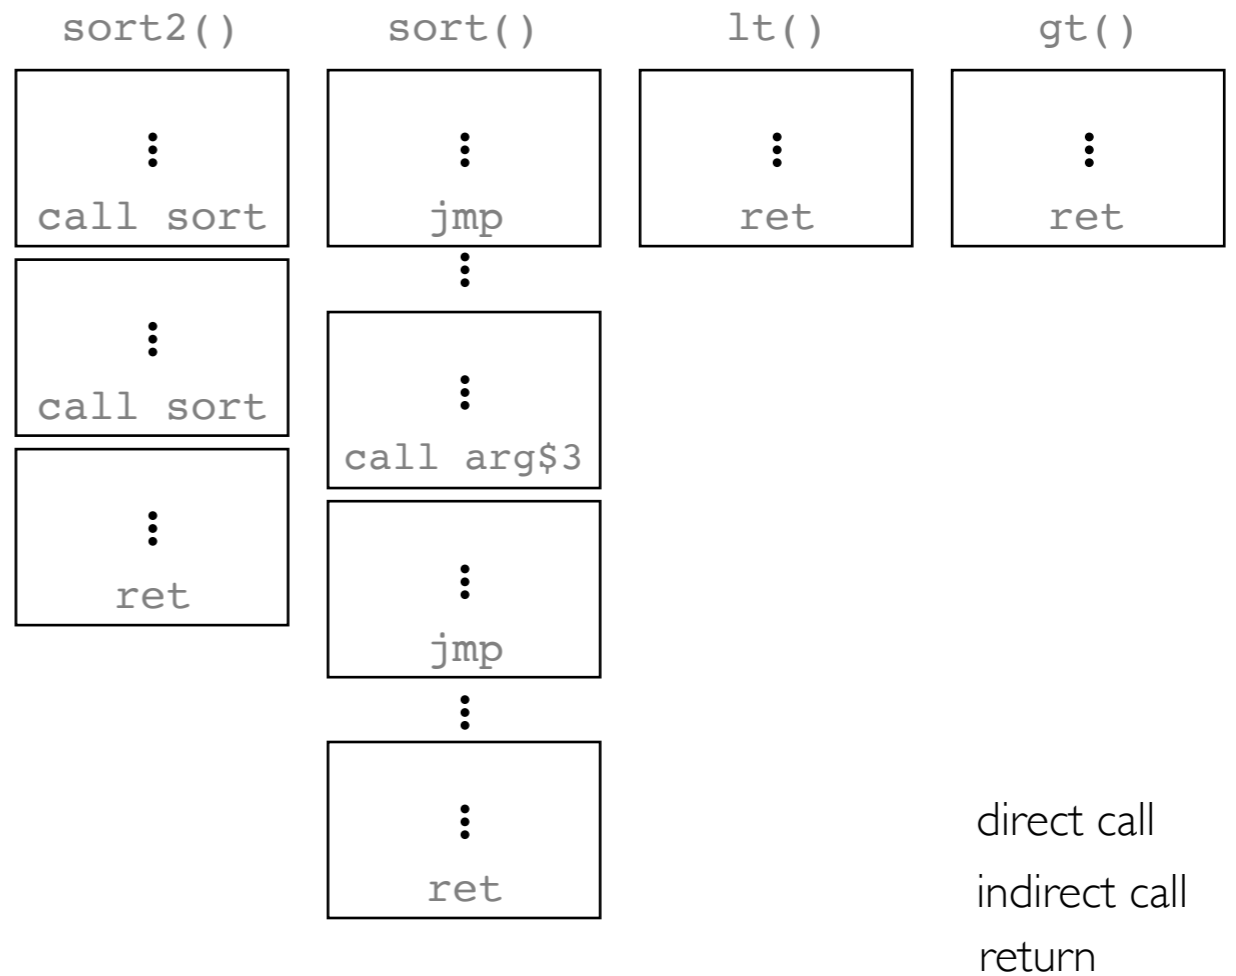 sort2() sort() lt() gt()
call sort jmp ret ret
call sort
call arg$3
ret
jmp
ret
direct call
indirect call
return